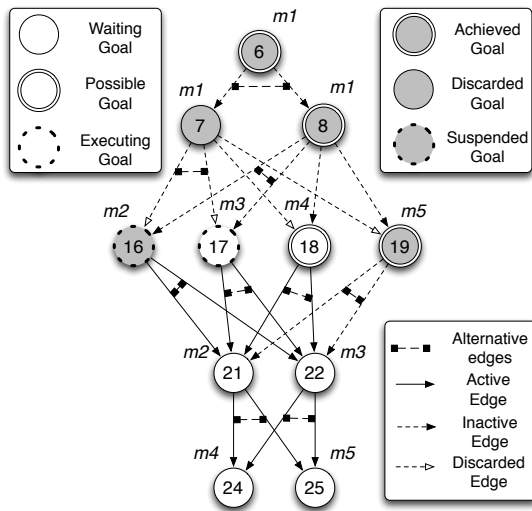 Waiting
Goal
Possible
Goal
Executing
Goal
Achieved
Goal
Discarded
Goal
Suspended
Goal
m1
6
m1
m1
7
8
m2
m3
m4
m5
16
17
18
19
m2
m3
21
22
m4
m5
24
25
Alternative
edges
Active
Edge
Inactive
Edge
Discarded
Edge